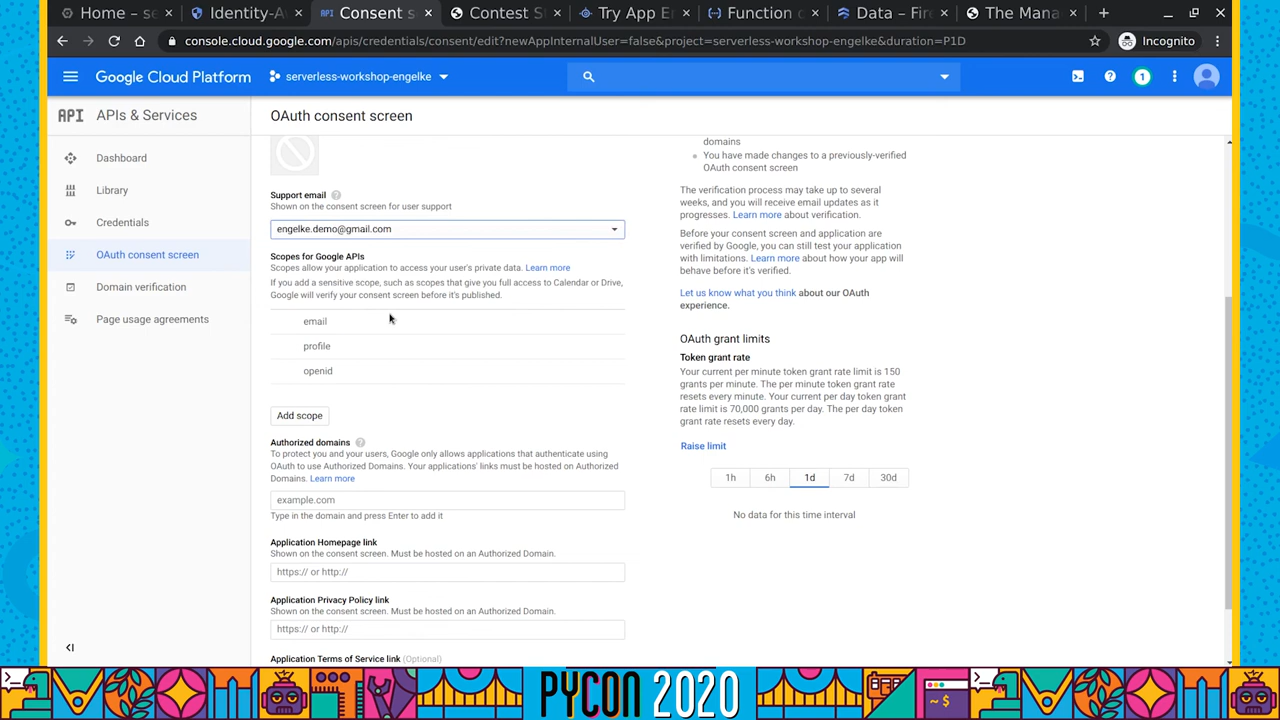 Home – se
Identity-A
Consent s
Contest S
Try App E
Function c
Data – Fir
The Mana
console.cloud.google.com/apis/credentials/consent/edit?newAppInternalUser=false&project=serverless-workshop-engelke&duration=P1D
Incognito
Google Cloud Platform
serverless-workshop-engelke
1
API APIs & Services
OAuth consent screen
Dashboard
Library
Credentials
OAuth consent screen
Domain verification
Page usage agreements
Support email
Shown on the consent screen for user support
engelke.demo@gmail.com
Scopes for Google APIs
Scopes allow your application to access your user's private data. Learn more
If you add a sensitive scope, such as scopes that give you full access to Calendar or Drive,
Google will verify your consent screen before it's published.
email
profile
openid
Add scope
Authorized domains
To protect you and your users, Google only allows applications that authenticate using
OAuth to use Authorized Domains. Your applications' links must be hosted on Authorized
Domains. Learn more
example.com
Type in the domain and press Enter to add it
Application Homepage link
Shown on the consent screen. Must be hosted on an Authorized Domain.
https:// or http://
Application Privacy Policy link
Shown on the consent screen. Must be hosted on an Authorized Domain.
https:// or http://
Application Terms of Service link (Optional)
domains
You have made changes to a previously-verified
OAuth consent screen
The verification process may take up to several
weeks, and you will receive email updates as it
progresses. Learn more about verification.
Before your consent screen and application are
verified by Google, you can still test your application
with limitations. Learn more about how your app will
behave before it's verified.
Let us know what you think about our OAuth
experience.
OAuth grant limits
Token grant rate
Your current per minute token grant rate limit is 150
grants per minute. The per minute token grant rate
resets every minute. Your current per day token grant
rate limit is 70,000 grants per day. The per day token
grant rate resets every day.
Raise limit
1h 6h 1d 7d 30d
No data for this time interval
PYCON 2020
~ $